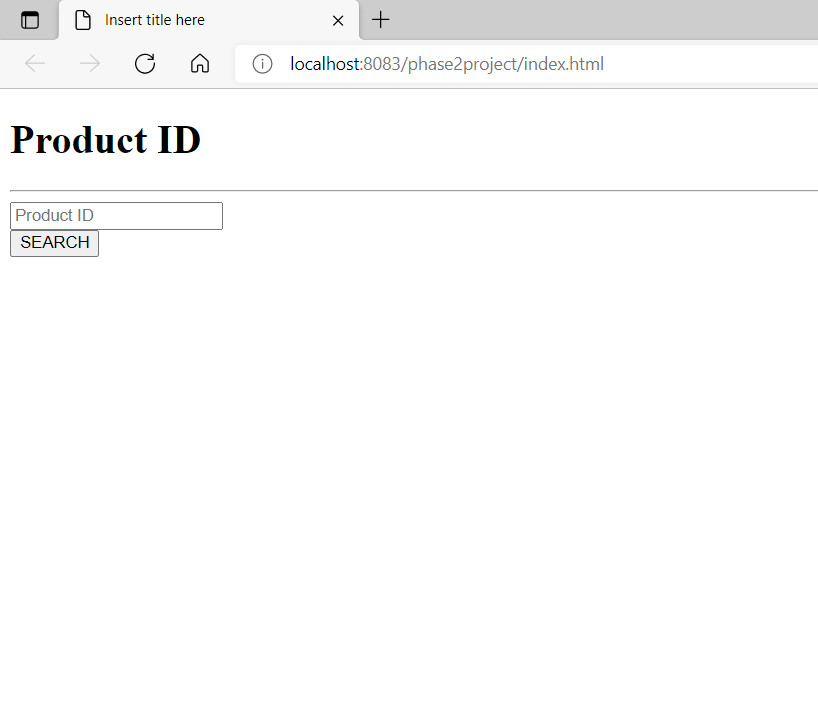 Insert title here
localhost:8083/phase2project/index.html
Product ID
Product ID
SEARCH